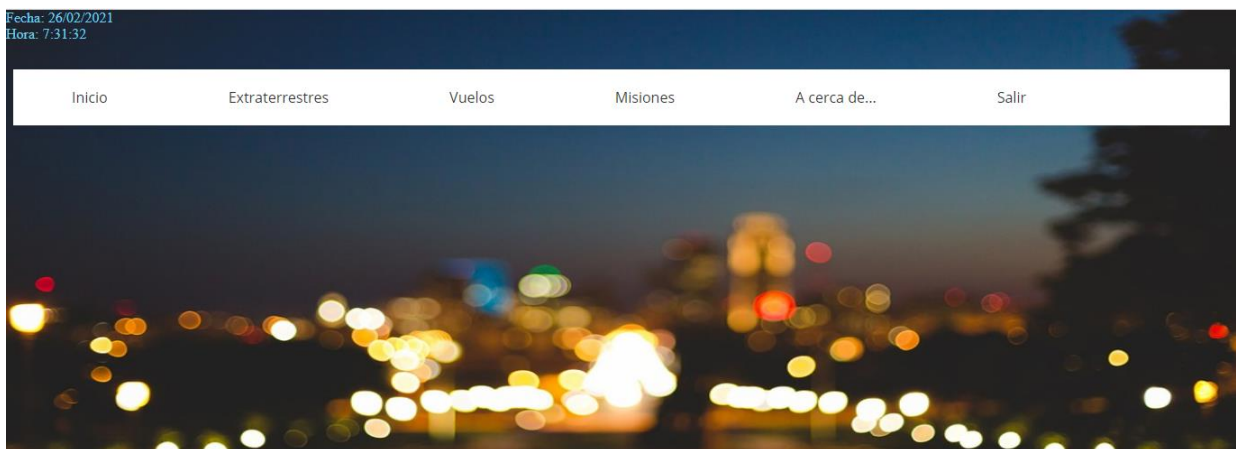 Fecha: 26/02/2021
Hora: 7:31:32
Inicio Extraterrestres Vuelos Misiones A cerca de... Salir